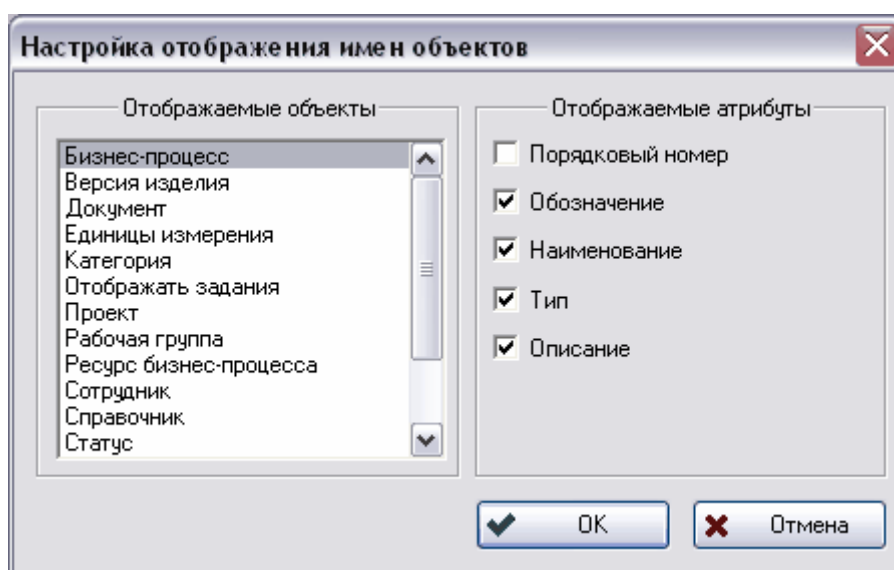 Настройка отображения имен объектов
Отображаемые объекты
Бизнес-процесс
Версия изделия
Документ
Единицы измерения
Категория
Отображать задания
Проект
Рабочая группа
Ресурс бизнес-процесса
Сотрудник
Справочник
Статус
Отображаемые атрибуты
Порядковый номер
Обозначение
Наименование
Тип
Описание
OK
Отмена